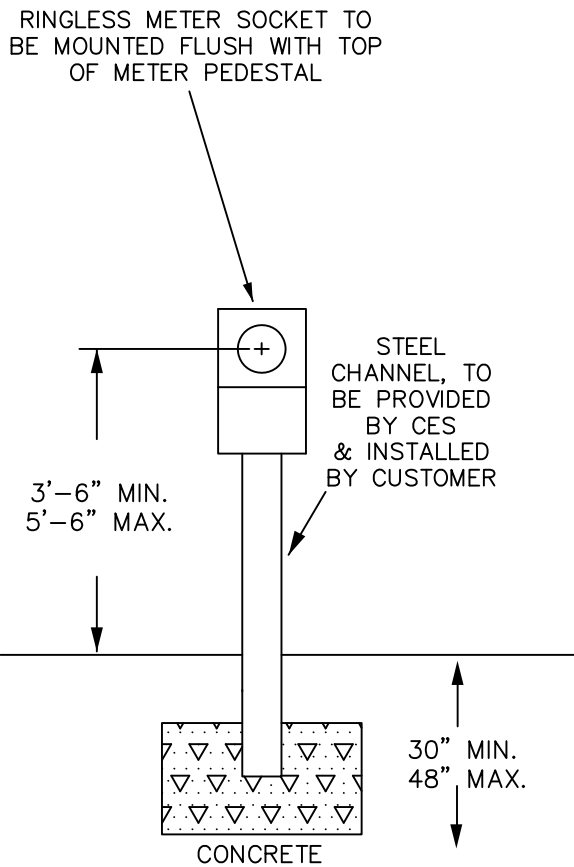 RINGLESS METER SOCKET TO
BE MOUNTED FLUSH WITH TOP
OF METER PEDESTAL
STEEL
CHANNEL, TO
BE PROVIDED
BY CES
& INSTALLED
BY CUSTOMER
3'-6" MIN.
5'-6" MAX.
30" MIN.
48" MAX.
CONCRETE